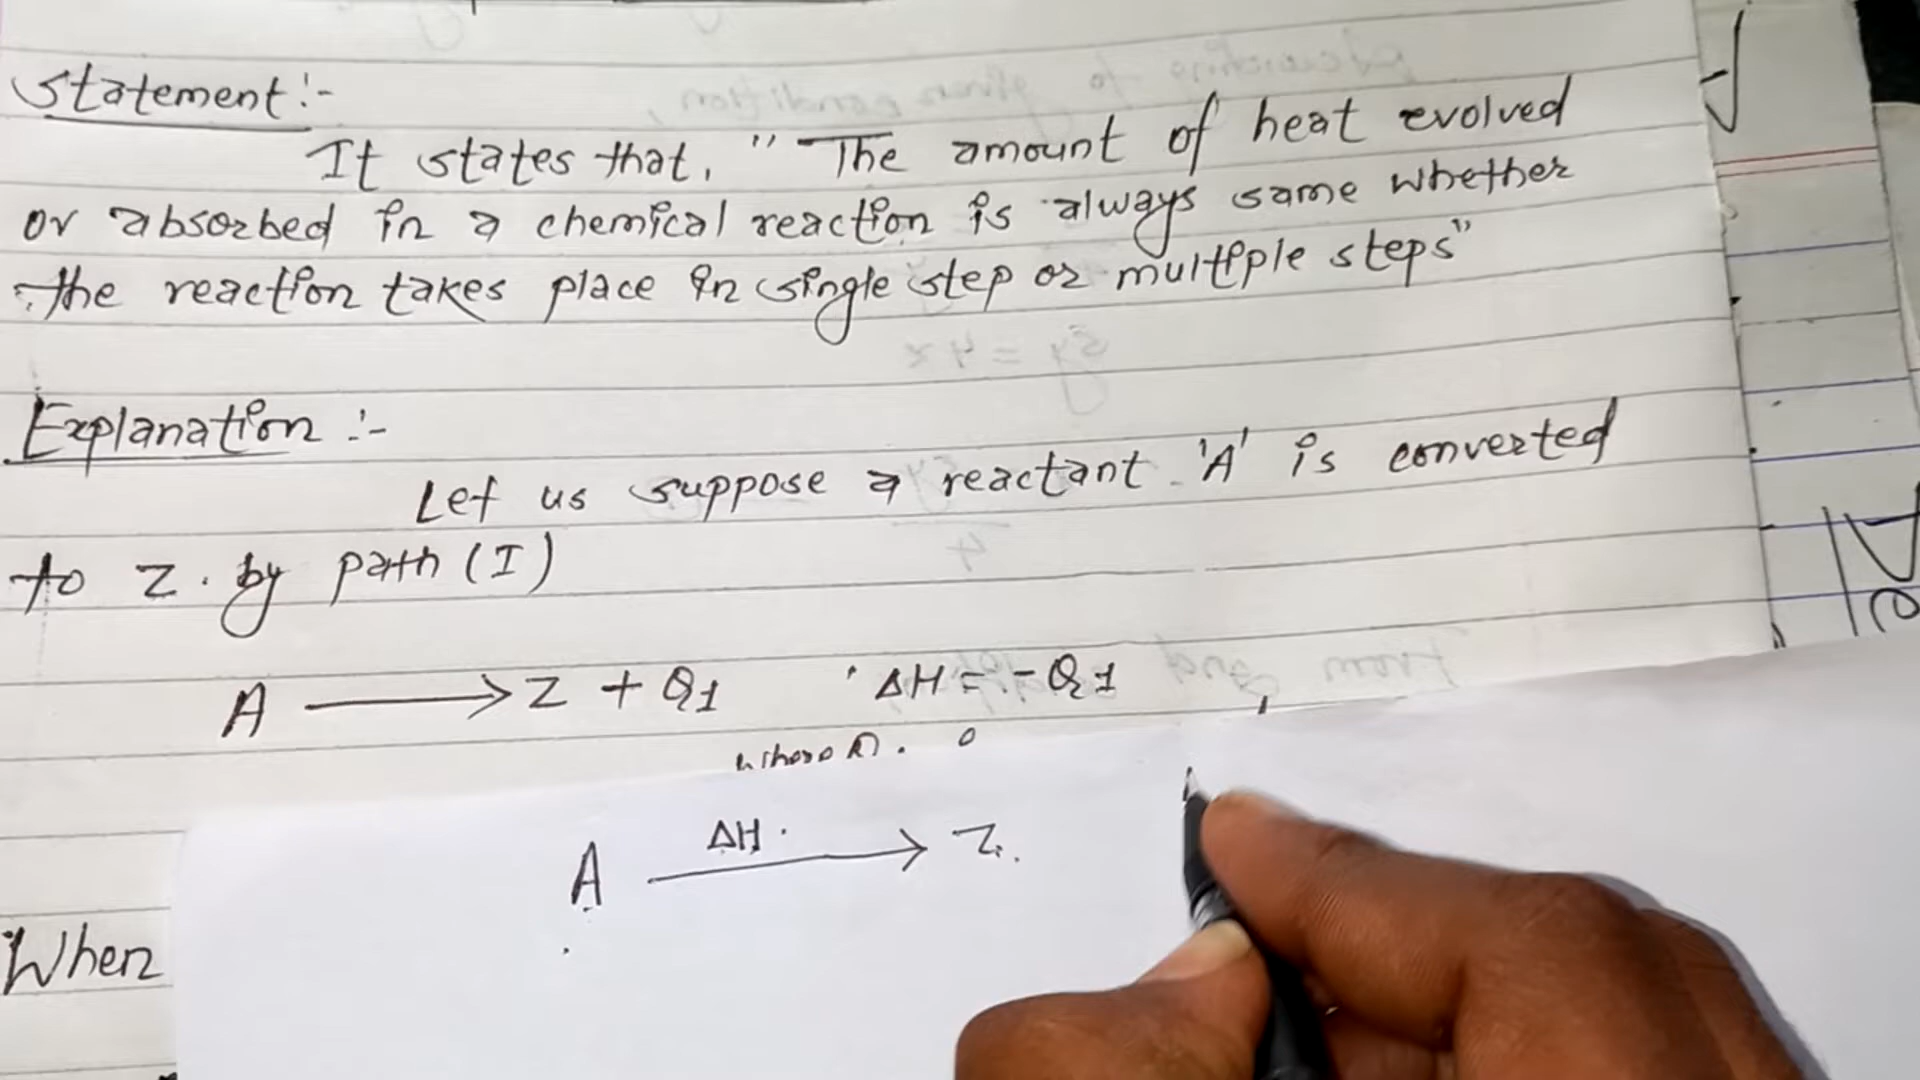 Statement:-
It states that, "The amount of heat evolved
or absorbed in a chemical reaction is always same whether
the reaction takes place in single step or multiple steps"
Explanation :-
Let us suppose a reactant 'A' is converted
to Z. by path (I)
A ⟶ Z + Q1 ΔH = -Q1
ΔH
A ⟶ Z
When